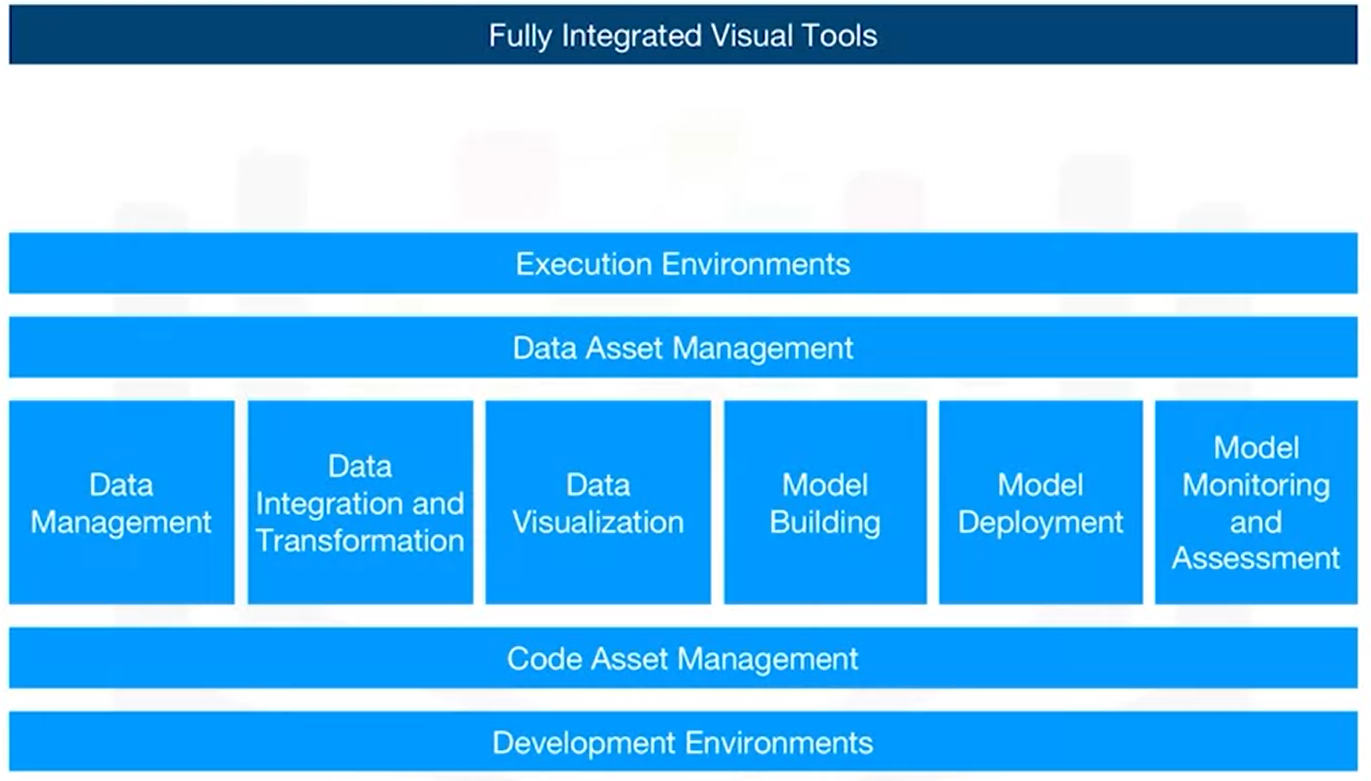 Fully Integrated Visual Tools
Execution Environments
Data Asset Management
Data
Management
Data
Integration and
Transformation
Data
Visualization
Model
Building
Model
Deployment
Model
Monitoring
and
Assessment
Code Asset Management
Development Environments